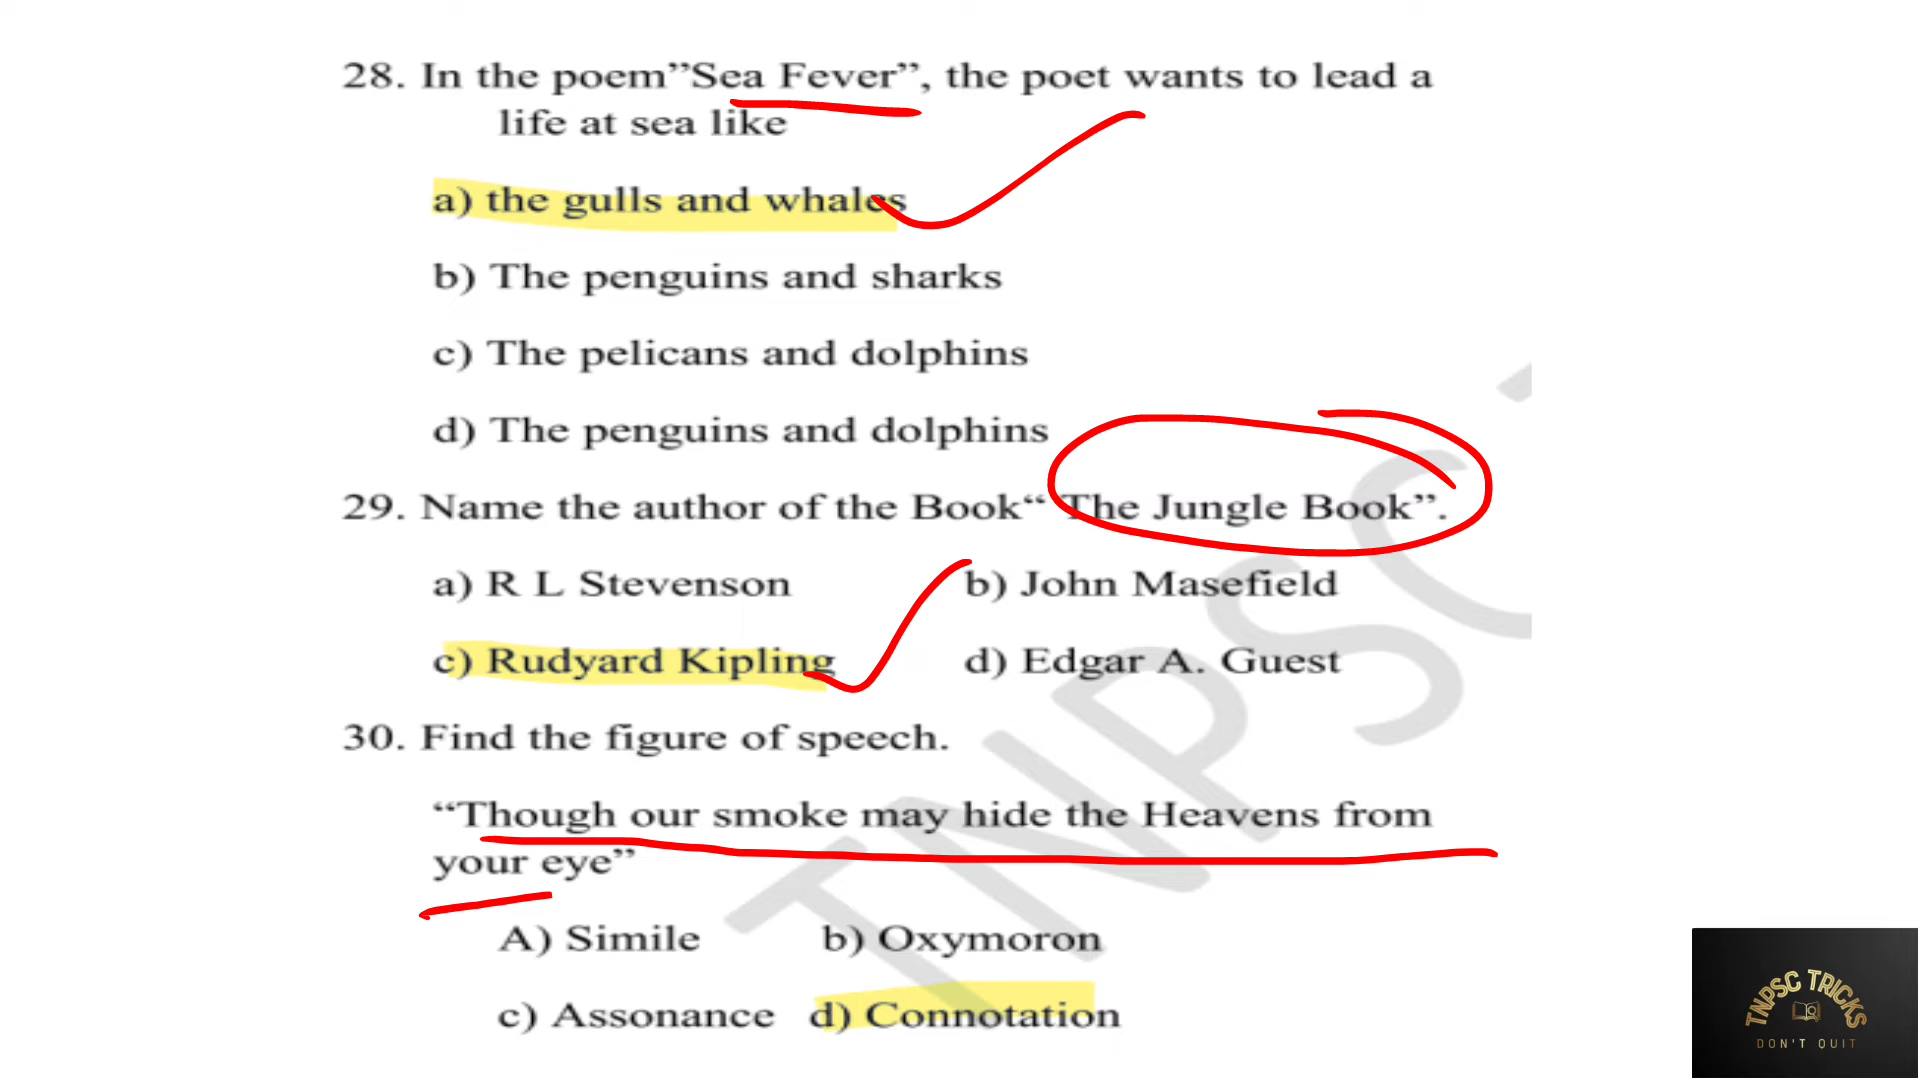 28. In the poem”Sea Fever”, the poet wants to lead a
life at sea like
a) the gulls and whales
b) The penguins and sharks
c) The pelicans and dolphins
d) The penguins and dolphins
29. Name the author of the Book“ The Jungle Book”.
a) R L Stevenson b) John Masefield
c) Rudyard Kipling d) Edgar A. Guest
30. Find the figure of speech.
“Though our smoke may hide the Heavens from
your eye”
A) Simile b) Oxymoron
c) Assonance d) Connotation
TNPSC
TNPSC TRICKS
DON'T QUIT